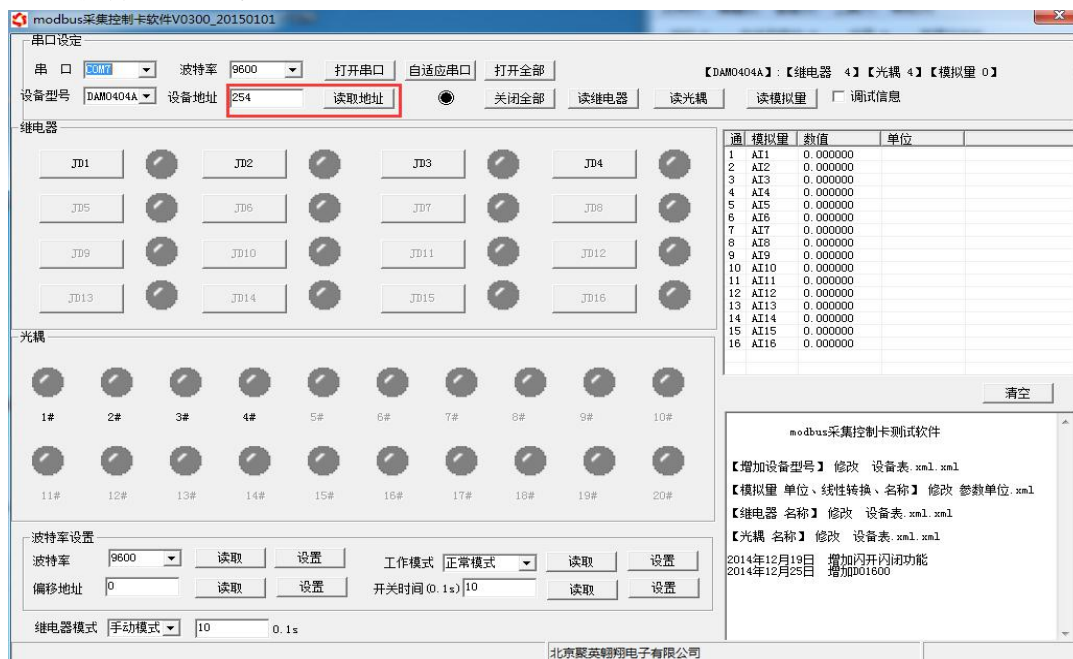 modbus采集控制卡软件V0300_20150101
串口设定
串 口 COM7 波特率 9600 打开串口 自适应串口 打开全部 【DAM0404A】:【继电器 4】【光耦 4】【模拟量 0】
设备型号 DAM0404A 设备地址 254 读取地址 关闭全部 读继电器 读光耦 读模拟量 调试信息
继电器
JD1 JD2 JD3 JD4
JD5 JD6 JD7 JD8
JD9 JD10 JD11 JD12
JD13 JD14 JD15 JD16
光耦
1# 2# 3# 4# 5# 6# 7# 8# 9# 10#
11# 12# 13# 14# 15# 16# 17# 18# 19# 20#
波特率设置
波特率 9600 读取 设置 工作模式 正常模式 读取 设置
偏移地址 0 读取 设置 开关时间(0.1s) 10 读取 设置
继电器模式 手动模式 10 0.1s
通 模拟量 数值 单位
1 AI1 0.000000
2 AI2 0.000000
3 AI3 0.000000
4 AI4 0.000000
5 AI5 0.000000
6 AI6 0.000000
7 AI7 0.000000
8 AI8 0.000000
9 AI9 0.000000
10 AI10 0.000000
11 AI11 0.000000
12 AI12 0.000000
13 AI13 0.000000
14 AI14 0.000000
15 AI15 0.000000
16 AI16 0.000000
清空
modbus采集控制卡测试软件
【增加设备型号】 修改 设备表.xml.xml
【模拟量 单位、线性转换、名称】 修改 参数单位.xml
【继电器 名称】 修改 设备表.xml.xml
【光耦 名称】 修改 设备表.xml.xml
2014年12月19日 增加闪开闪闭功能
2014年12月25日 增加DO1600
北京聚英翱翔电子有限公司